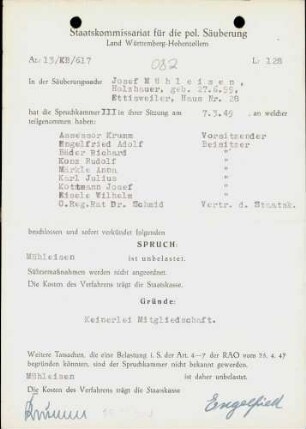 Staatskommissariat für die pol. Säuberung
Land Württemberg-Hohenzollern
Az: 13/KB/617 082 L: 128
In der Säuberungssache Josef Mühleisen,
Holzhauer, geb. 27.6.99,
Ettisweiler, Haus Nr. 28
hat die Spruchkammer III in ihrer Sitzung am 7.3.49. an welcher
teilgenommen haben:
Assessor Krumm Vorsitzender
Engelfried Adolf Beisitzer
Bader Richard "
Konz Rudolf "
Märkle Anna "
Karl Julius "
Kottmann Josef "
Eisele Wilhelm "
O.Reg.Rat Dr. Schmid Vertr. d. Staatsk.
beschlossen und sofort verkündet folgenden
SPRUCH:
Mühleisen ist unbelastet.
Sühnemaßnahmen werden nicht angeordnet.
Die Kosten des Verfahrens trägt die Staatskasse.
Gründe:
Keinerlei Mitgliedschaft.
Weitere Tatsachen, die eine Belastung i. S. der Art. 4-7 der RAO vom 25. 4. 47
begründen könnten, sind der Spruchkammer nicht bekannt geworden.
Mühleisen ist daher unbelastet.
Die Kosten des Verfahrens trägt die Staatskasse
Krumm Engelfried